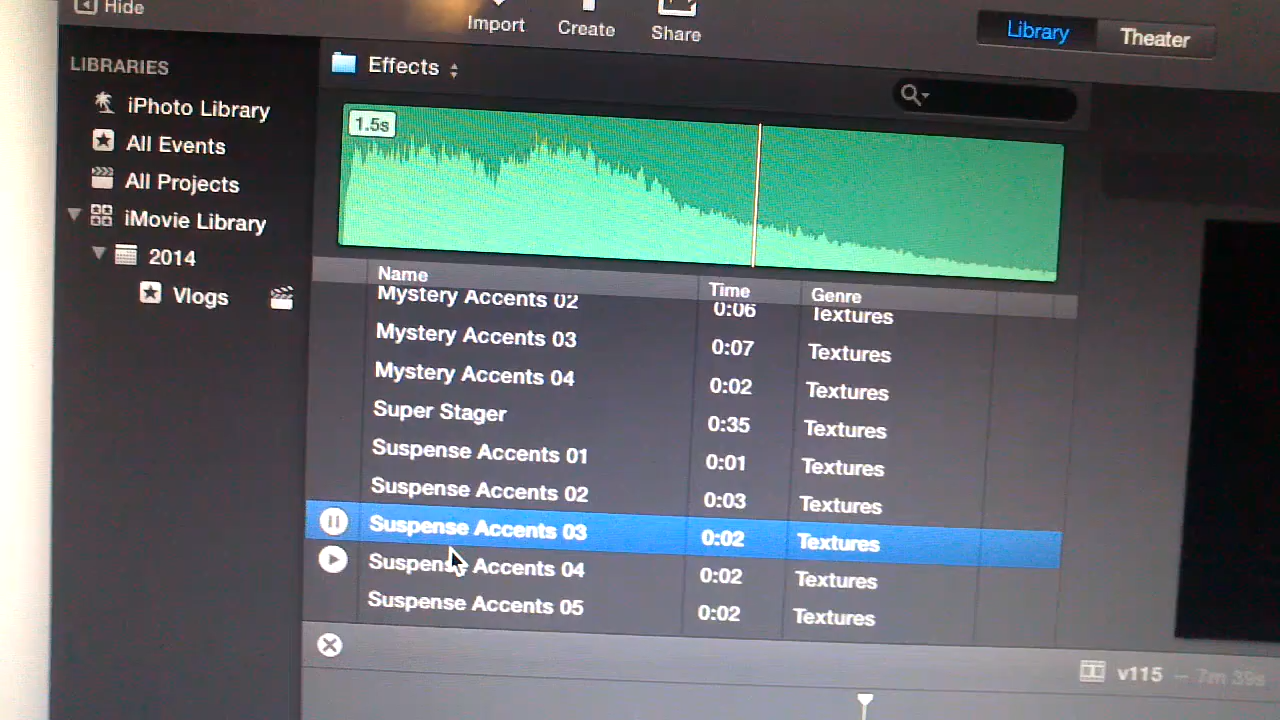 Hide
Import
Create
Share
Library
Theater
LIBRARIES
iPhoto Library
All Events
All Projects
iMovie Library
2014
Vlogs
Effects
1.5s
Name Time Genre
Mystery Accents 02 0:06 Textures
Mystery Accents 03 0:07 Textures
Mystery Accents 04 0:02 Textures
Super Stager 0:35 Textures
Suspense Accents 01 0:01 Textures
Suspense Accents 02 0:03 Textures
Suspense Accents 03 0:02 Textures
Suspense Accents 04 0:02 Textures
Suspense Accents 05 0:02 Textures
v115 – 7m 39s